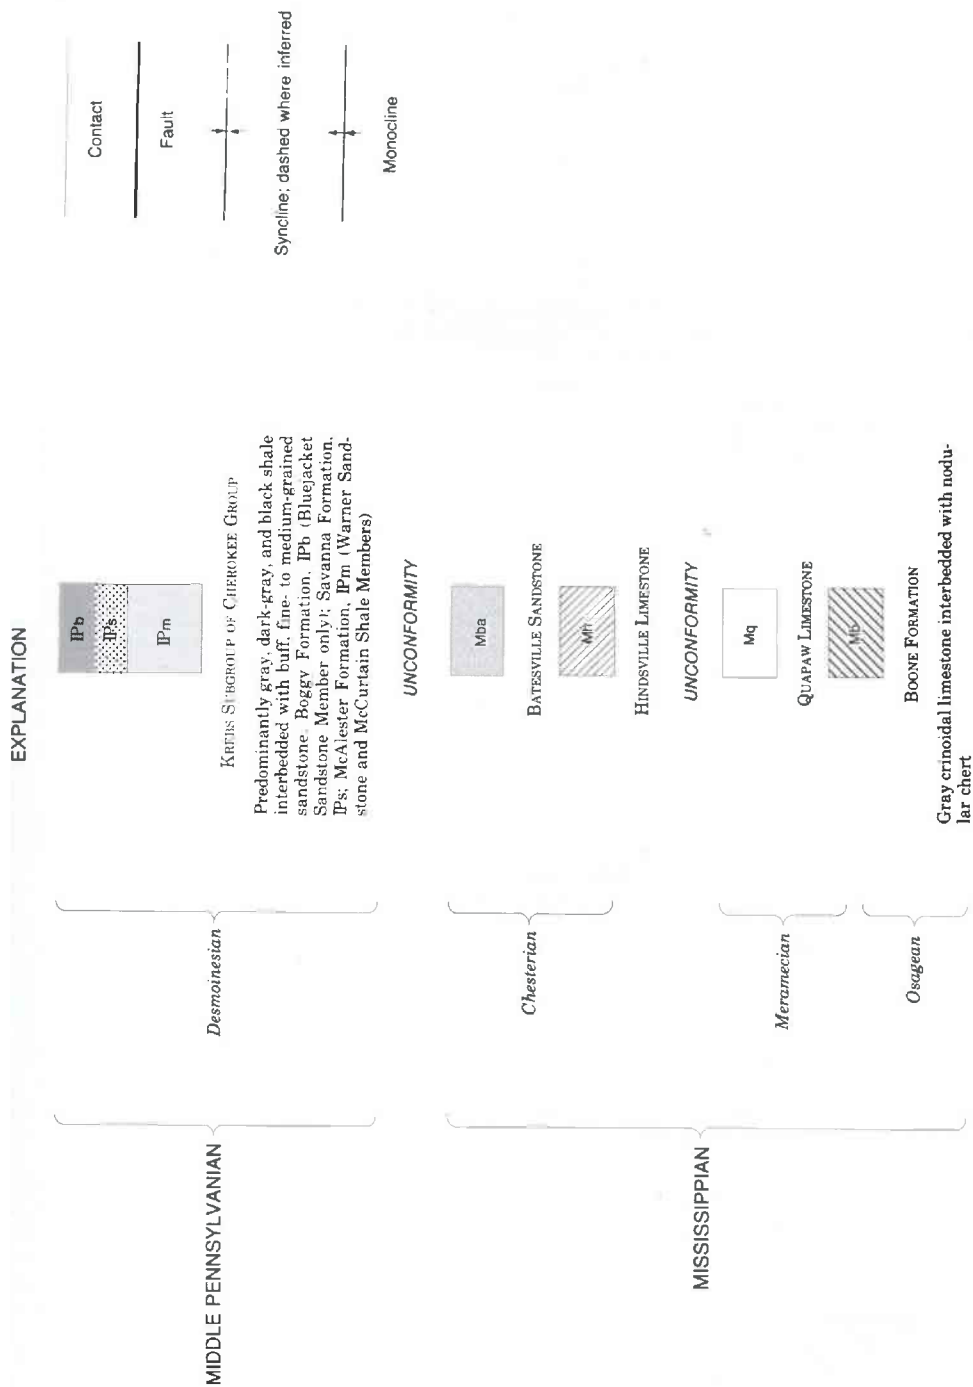 EXPLANATION
MIDDLE PENNSYLVANIAN
Desmoinesian
IPb
IPs
IPm
KREBS SUBGROUP OF CHEROKEE GROUP
Predominantly gray, dark-gray, and black shale
interbedded with buff, fine- to medium-grained
sandstone. Boggy Formation, IPb (Bluejacket
Sandstone Member only); Savanna Formation,
IPs; McAlester Formation, IPm (Warner Sand-
stone and McCurtain Shale Members)
UNCONFORMITY
MISSISSIPPIAN
Chesterian
Mba
BATESVILLE SANDSTONE
Mh
HINDSVILLE LIMESTONE
UNCONFORMITY
Meramecian
Mq
QUAPAW LIMESTONE
Osagean
Mb
BOONE FORMATION
Gray crinoidal limestone interbedded with nodu-
lar chert
Contact
Fault
Syncline; dashed where inferred
Monocline